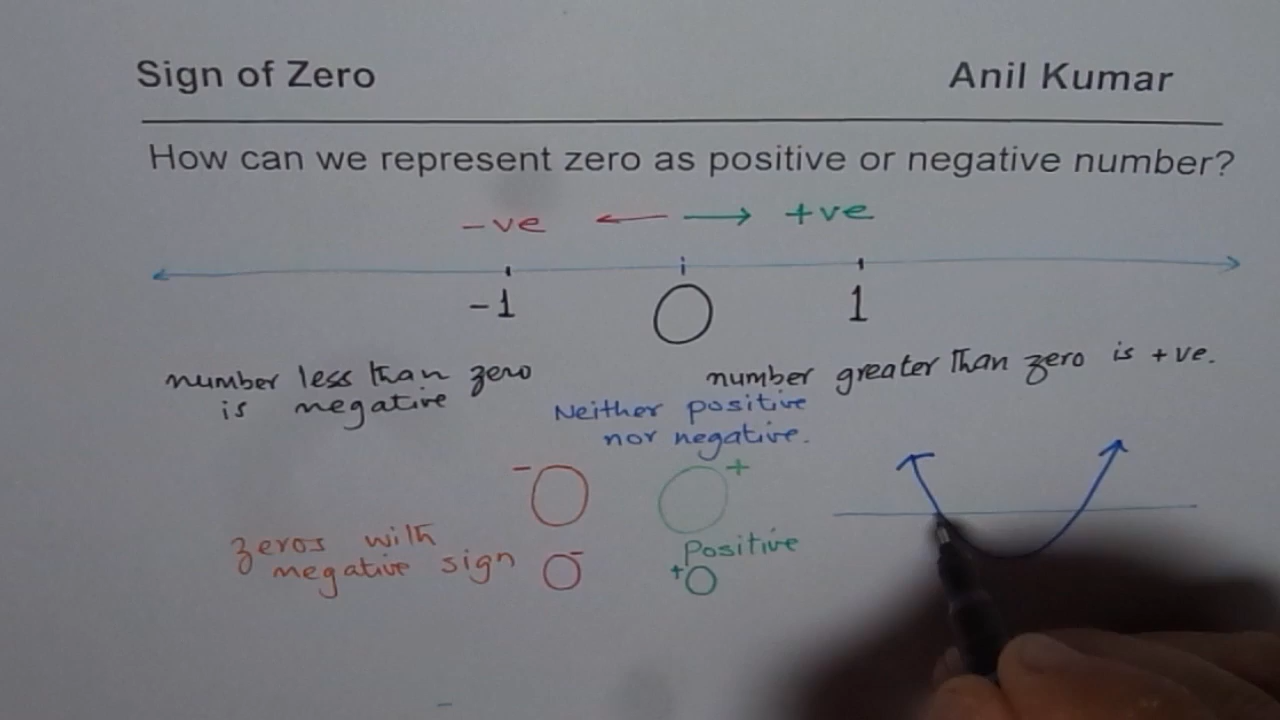 Sign of Zero
Anil Kumar
How can we represent zero as positive or negative number?
-ve
+ve
-1
0
1
number less than zero
is negative
number greater than zero is +ve.
Neither positive
nor negative.
-0
0+
zeros with
negative sign
0-
Positive
+0